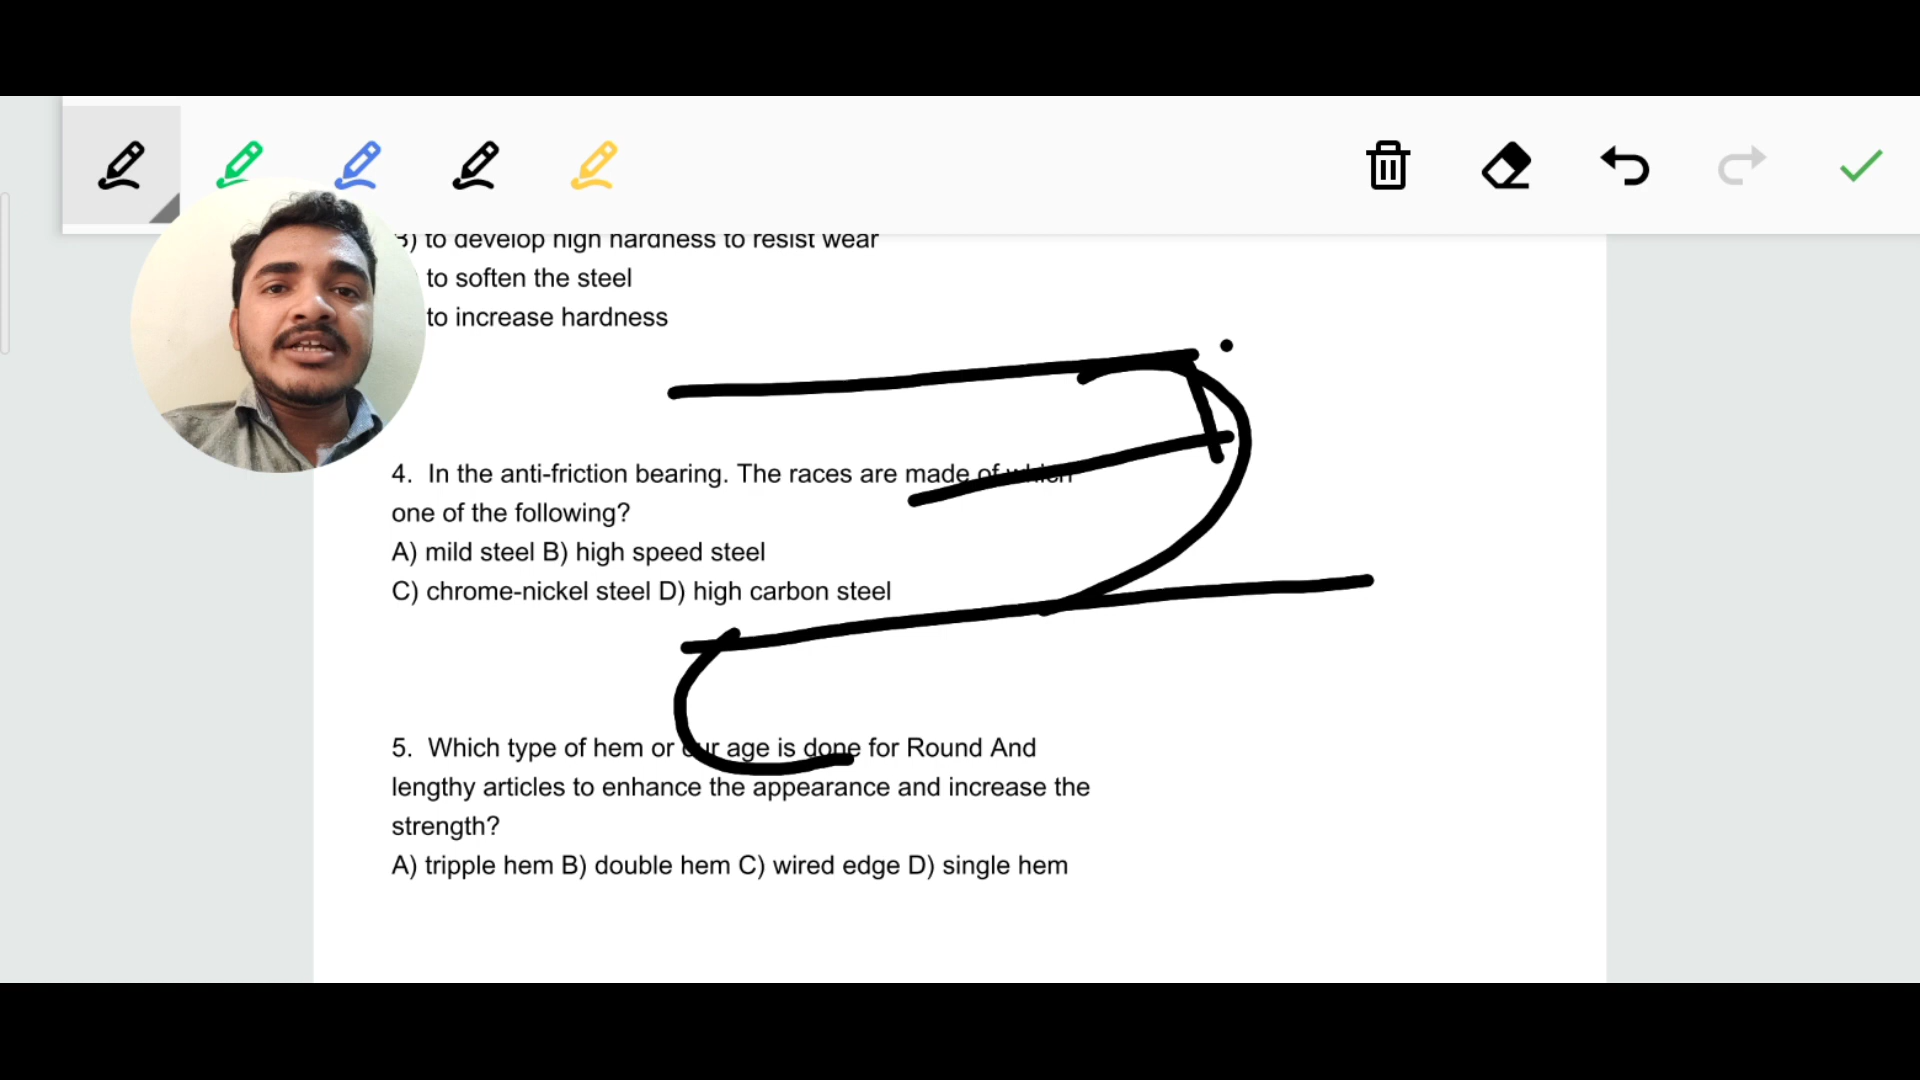 B) to develop high hardness to resist wear
to soften the steel
to increase hardness
4. In the anti-friction bearing. The races are made of which
one of the following?
A) mild steel B) high speed steel
C) chrome-nickel steel D) high carbon steel
5. Which type of hem or our age is done for Round And
lengthy articles to enhance the appearance and increase the
strength?
A) tripple hem B) double hem C) wired edge D) single hem